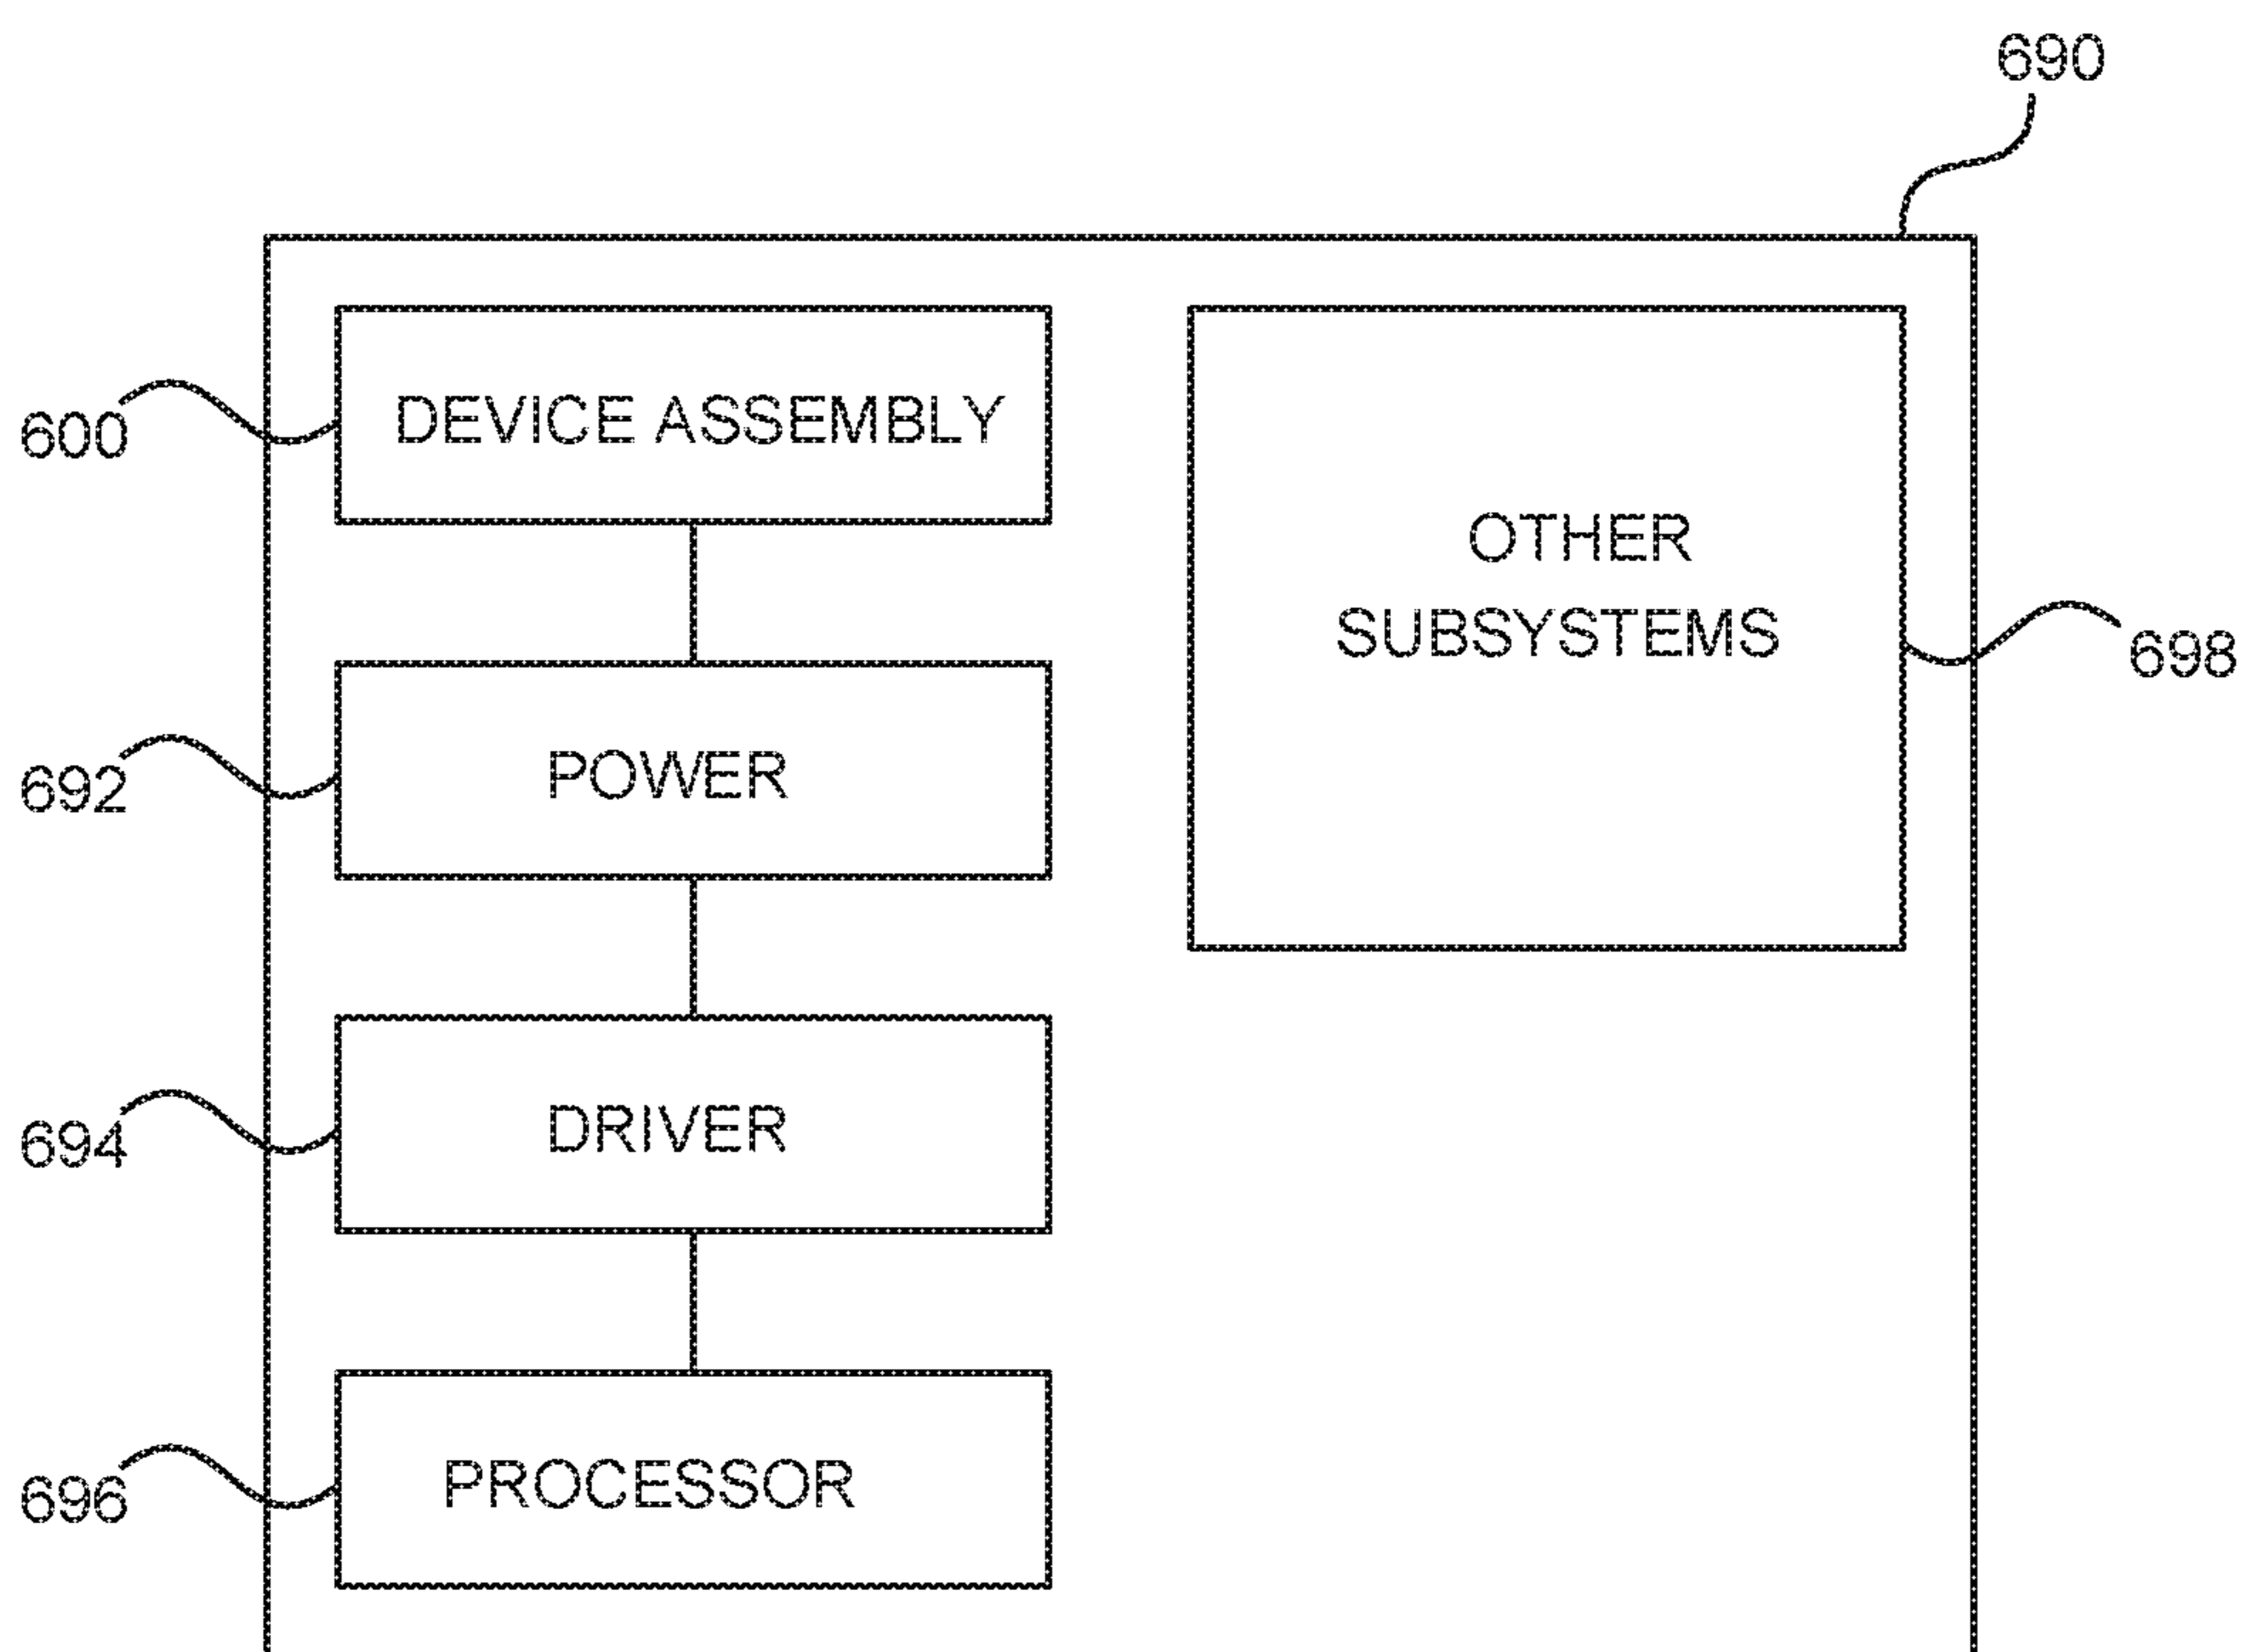 690
600
DEVICE ASSEMBLY
OTHER
SUBSYSTEMS
698
692
POWER
694
DRIVER
696
PROCESSOR